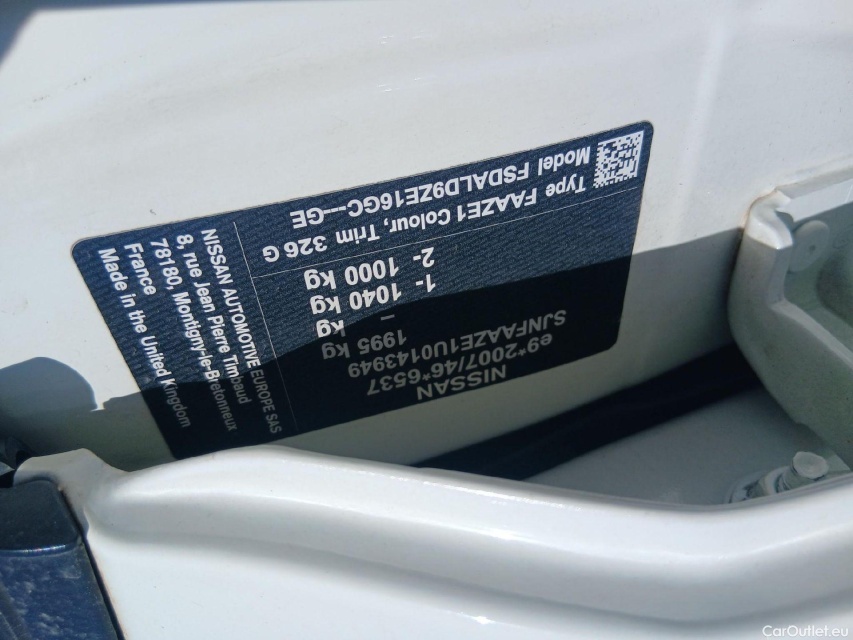 NISSAN
e9*2007/46*6537
SJNFAAZE1U0143949
1995 kg
- kg
1- 1040 kg
2- 1000 kg
Type FAAZE1 Colour, Trim 326 G
Model FSDALD9ZE16GC---GE
NISSAN AUTOMOTIVE EUROPE SAS
8, rue Jean Pierre Timbaud
78180, Montigny-le-Bretonneux
France
Made in the United Kingdom
CarOutlet.eu